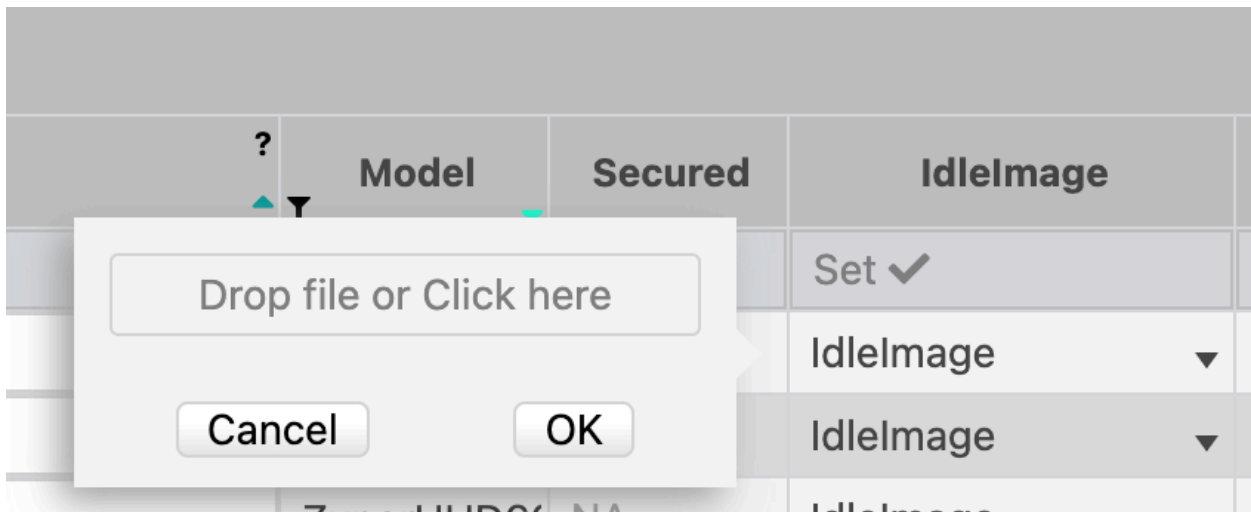 ?
Model
Secured
IdleImage
Set
Drop file or Click here
IdleImage
Cancel
OK
IdleImage
NA
IdleImage